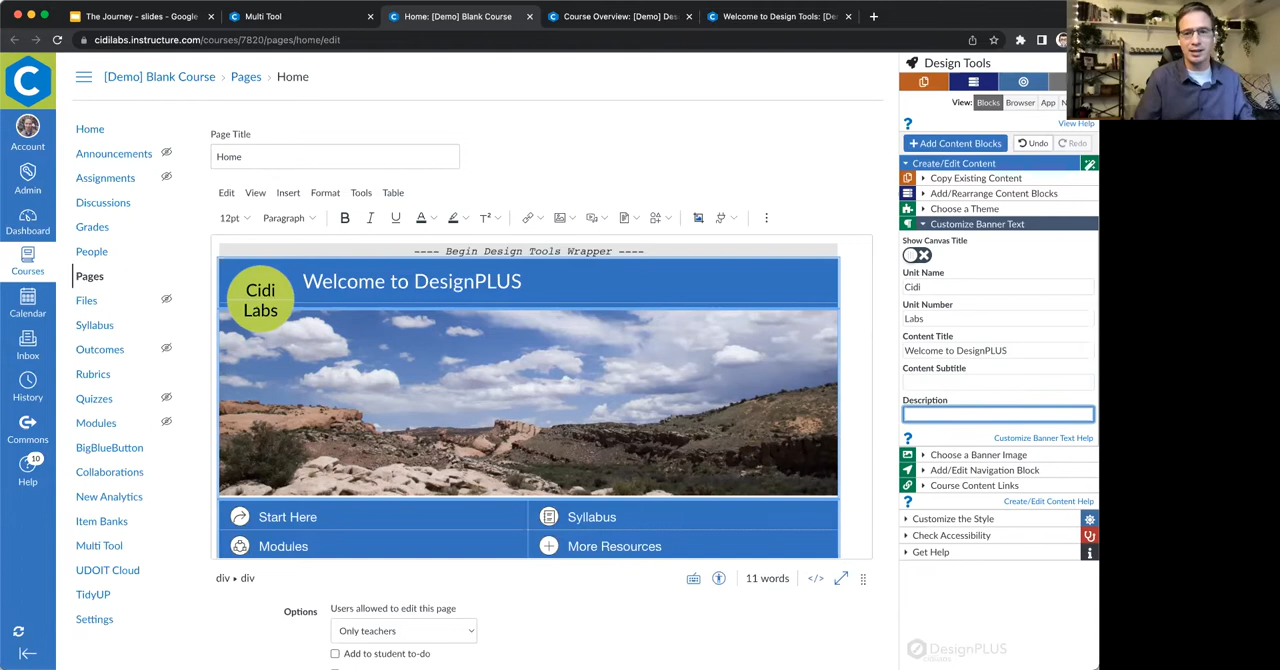 The Journey - slides - Google
Multi Tool
Home: [Demo] Blank Course
Course Overview: [Demo] Des
Welcome to Design Tools: [De
cidilabs.instructure.com/courses/7820/pages/home/edit
C
Account
Admin
Dashboard
Courses
Calendar
Inbox
History
Commons
10
Help
[Demo] Blank Course > Pages > Home
Home
Announcements
Assignments
Discussions
Grades
People
Pages
Files
Syllabus
Outcomes
Rubrics
Quizzes
Modules
BigBlueButton
Collaborations
New Analytics
Item Banks
Multi Tool
UDOIT Cloud
TidyUP
Settings
Page Title
Home
Edit View Insert Format Tools Table
12pt Paragraph B I U A T²
---- Begin Design Tools Wrapper ----
Cidi
Labs
Welcome to DesignPLUS
Start Here
Syllabus
Modules
More Resources
div ▸ div
11 words </>
Options
Users allowed to edit this page
Only teachers
Add to student to-do
Design Tools
View: Blocks Browser App N
View Help
+ Add Content Blocks Undo Redo
Create/Edit Content
Copy Existing Content
Add/Rearrange Content Blocks
Choose a Theme
Customize Banner Text
Show Canvas Title
Unit Name
Cidi
Unit Number
Labs
Content Title
Welcome to DesignPLUS
Content Subtitle
Description
Customize Banner Text Help
Choose a Banner Image
Add/Edit Navigation Block
Course Content Links
Create/Edit Content Help
Customize the Style
Check Accessibility
Get Help
DesignPLUS
CIDILABS